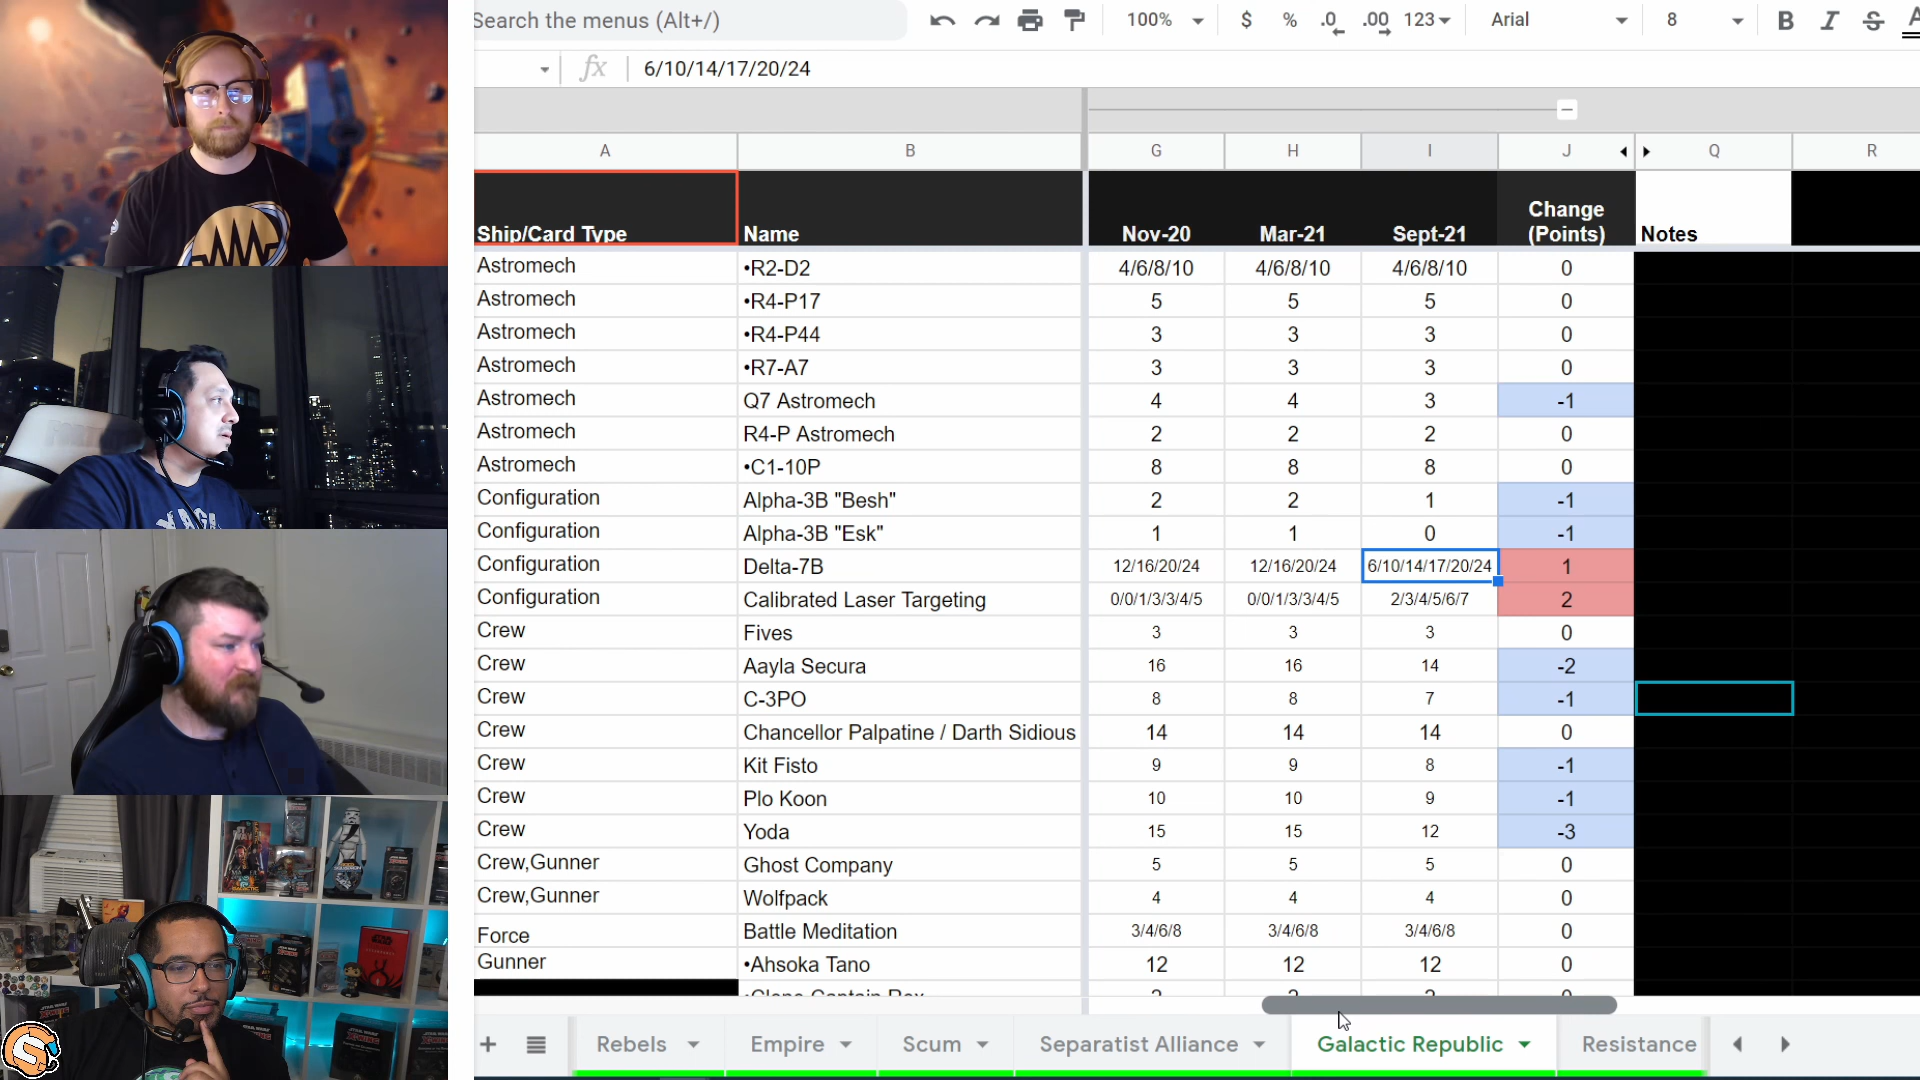 Search the menus (Alt+/)
100%
$ % .0 .00 123
Arial
8
B I S A
fx 6/10/14/17/20/24
A B G H I J Q R
Ship/Card Type Name Nov-20 Mar-21 Sept-21 Change (Points) Notes
Astromech •R2-D2 4/6/8/10 4/6/8/10 4/6/8/10 0
Astromech •R4-P17 5 5 5 0
Astromech •R4-P44 3 3 3 0
Astromech •R7-A7 3 3 3 0
Astromech Q7 Astromech 4 4 3 -1
Astromech R4-P Astromech 2 2 2 0
Astromech •C1-10P 8 8 8 0
Configuration Alpha-3B "Besh" 2 2 1 -1
Configuration Alpha-3B "Esk" 1 1 0 -1
Configuration Delta-7B 12/16/20/24 12/16/20/24 6/10/14/17/20/24 1
Configuration Calibrated Laser Targeting 0/0/1/3/3/4/5 0/0/1/3/3/4/5 2/3/4/5/6/7 2
Crew Fives 3 3 3 0
Crew Aayla Secura 16 16 14 -2
Crew C-3PO 8 8 7 -1
Crew Chancellor Palpatine / Darth Sidious 14 14 14 0
Crew Kit Fisto 9 9 8 -1
Crew Plo Koon 10 10 9 -1
Crew Yoda 15 15 12 -3
Crew,Gunner Ghost Company 5 5 5 0
Crew,Gunner Wolfpack 4 4 4 0
Force Battle Meditation 3/4/6/8 3/4/6/8 3/4/6/8 0
Gunner •Ahsoka Tano 12 12 12 0
Rebels Empire Scum Separatist Alliance Galactic Republic Resistance